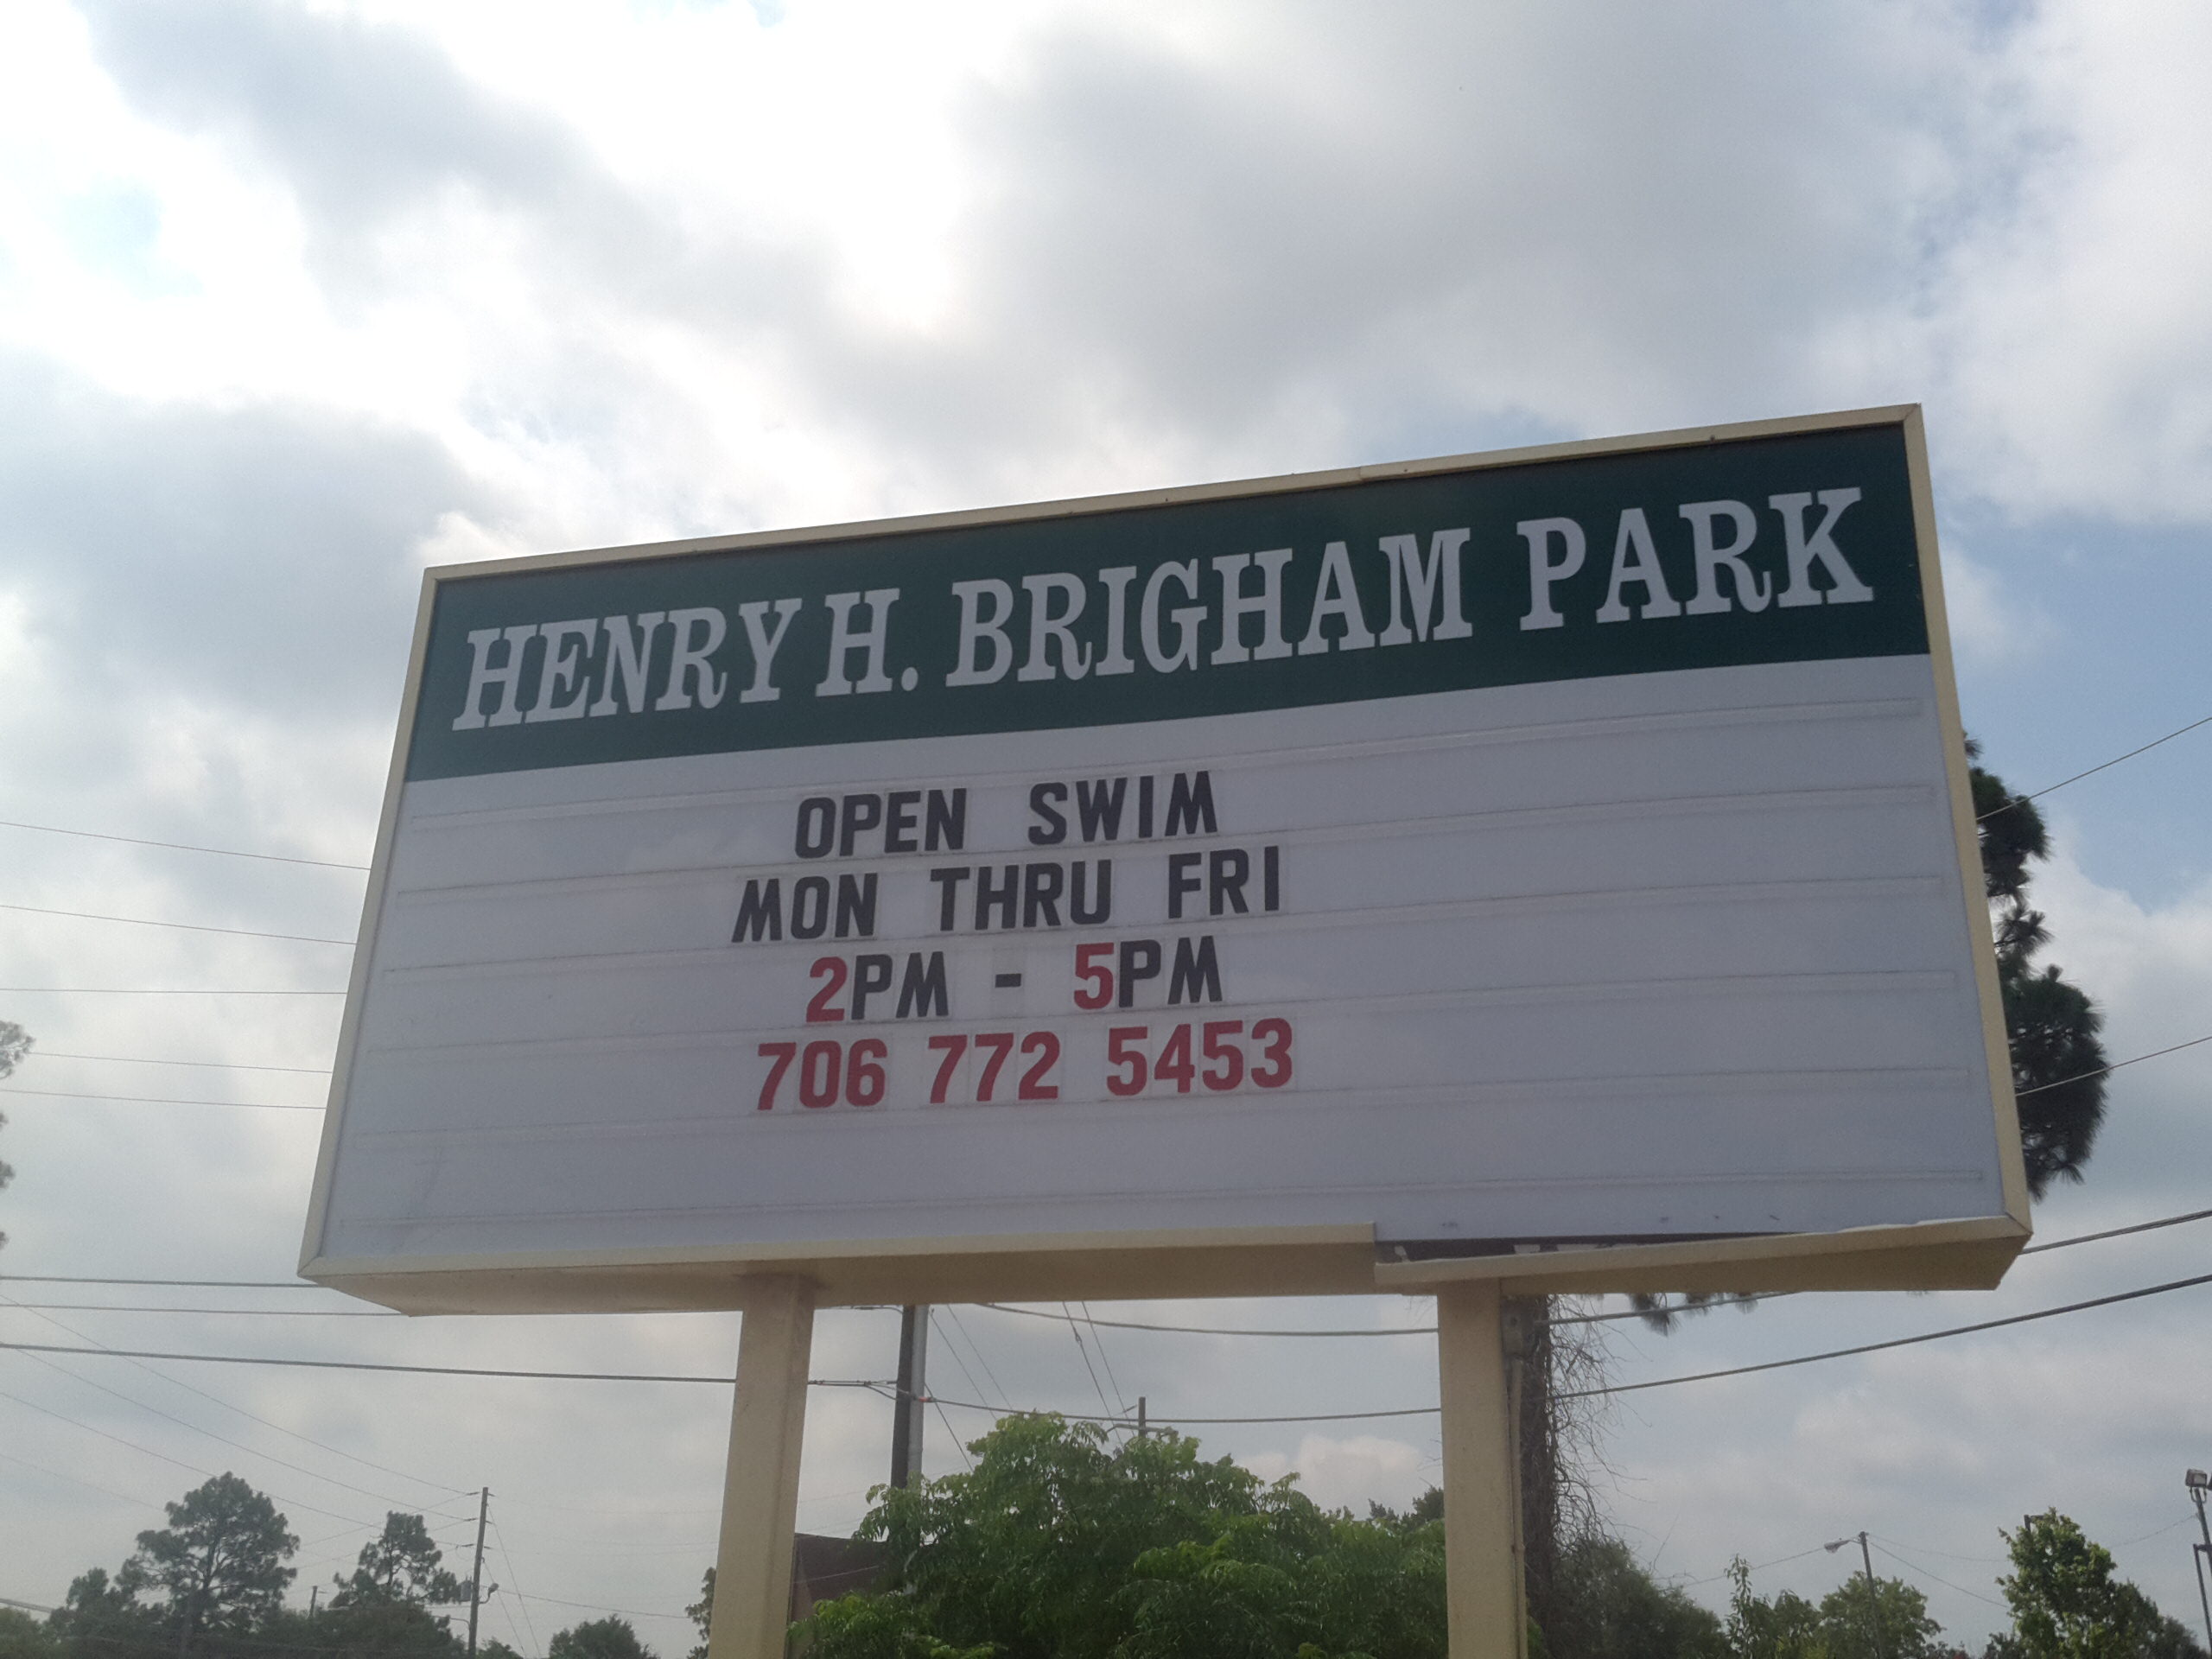 HENRY H. BRIGHAM PARK
OPEN SWIM
MON THRU FRI
2PM - 5PM
706 772 5453